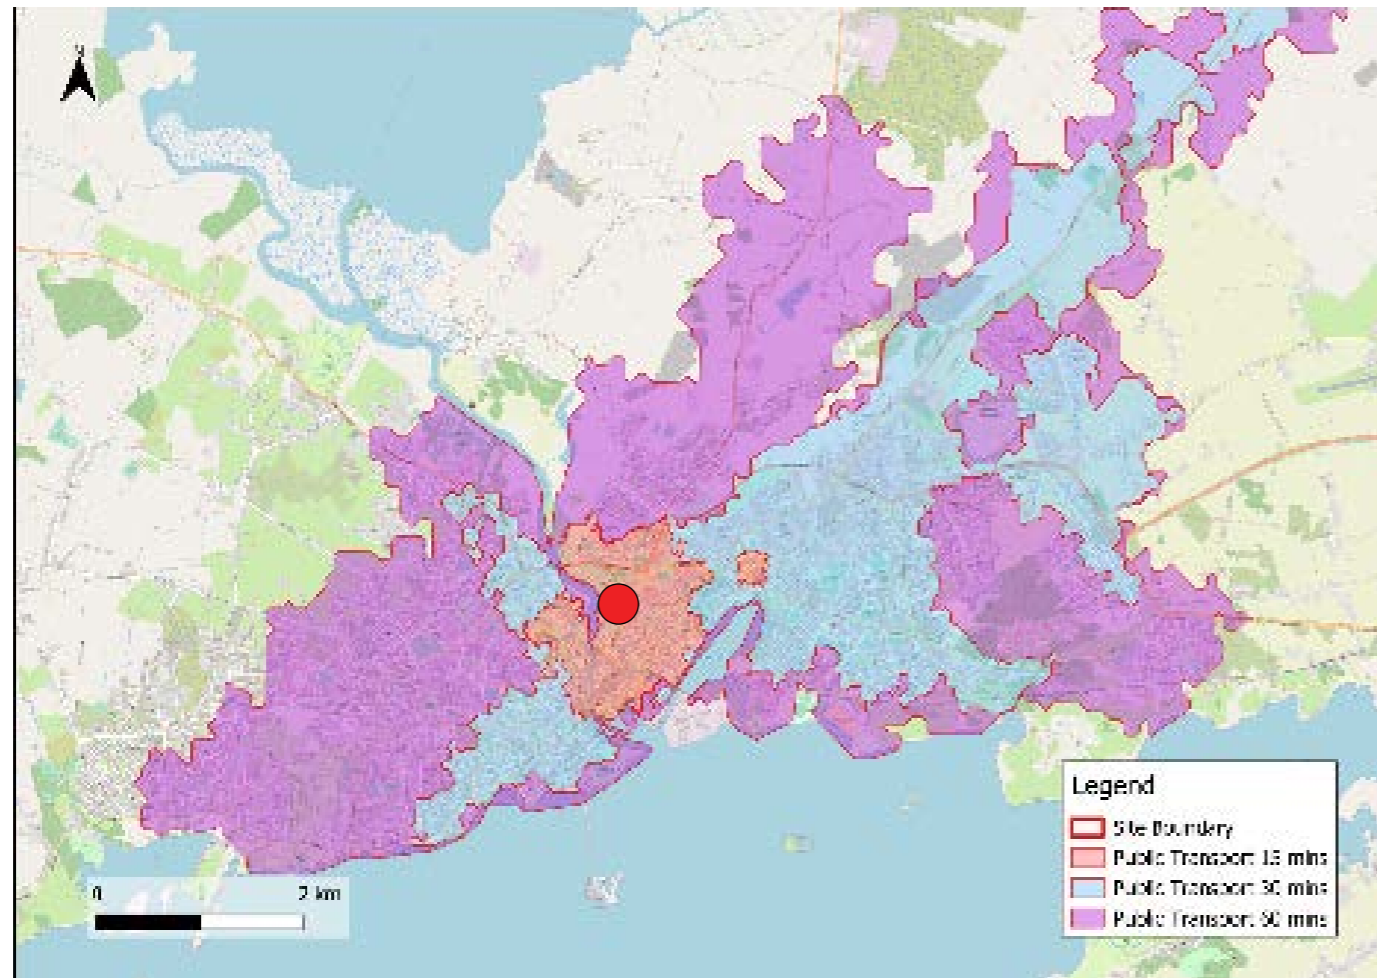 N
0 2 km
Legend
Site Boundary
Public Transport 15 mins
Public Transport 30 mins
Public Transport 60 mins